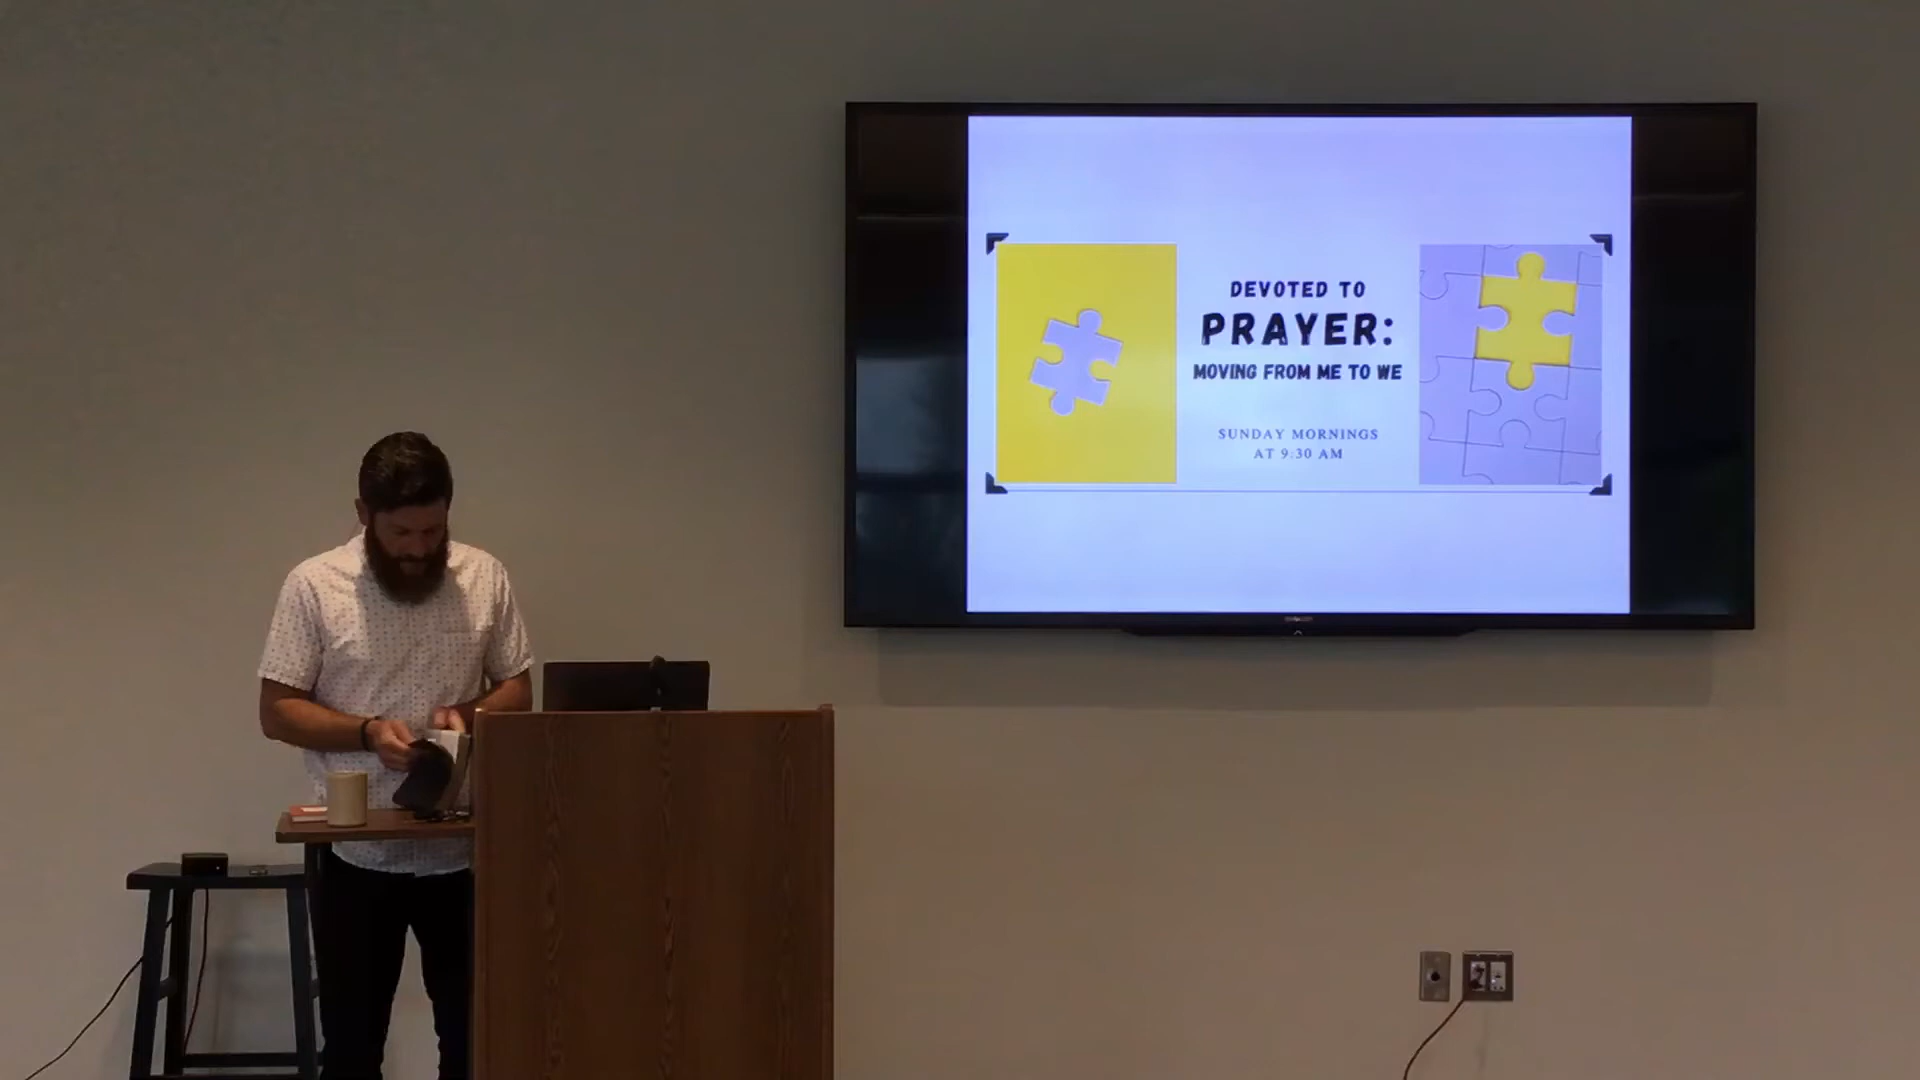 DEVOTED TO
PRAYER:
MOVING FROM ME TO WE
SUNDAY MORNINGS
AT 9:30 AM